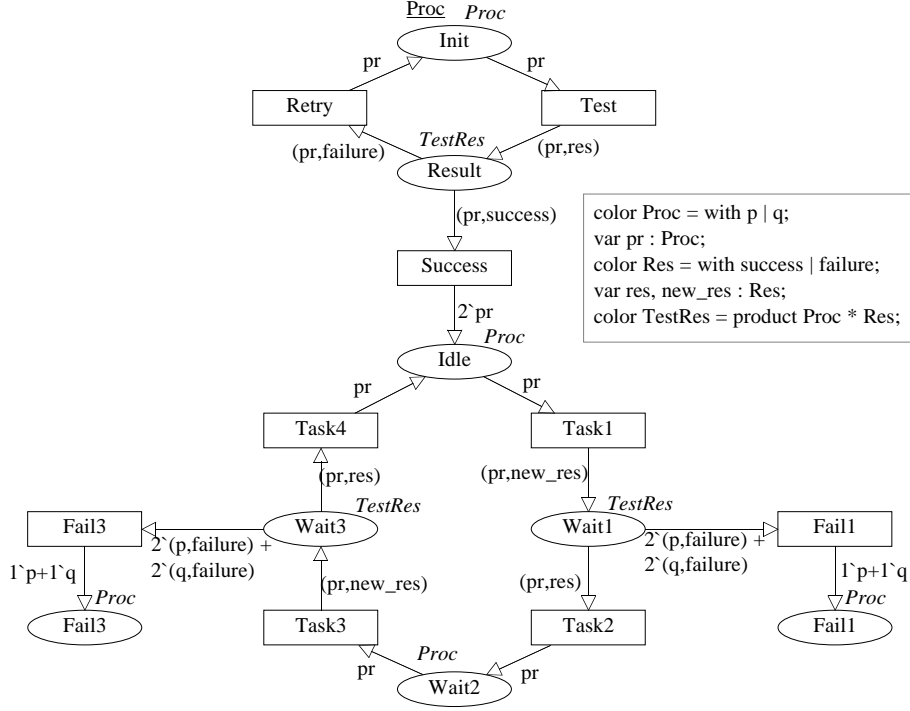 Proc Proc
Init
pr pr
Retry Test
TestRes
(pr,failure) (pr,res)
Result
(pr,success)
color Proc = with p | q;
var pr : Proc;
color Res = with success | failure;
var res, new_res : Res;
color TestRes = product Proc * Res;
Success
2`pr
Proc
Idle
pr pr
Task4 Task1
(pr,res) (pr,new_res)
TestRes TestRes
Fail3 Wait3 Wait1 Fail1
2`(p,failure) +
2`(q,failure)
2`(p,failure) +
2`(q,failure)
1`p+1`q (pr,new_res) (pr,res) 1`p+1`q
Proc Proc
Fail3 Task3 Task2 Fail1
Proc
pr pr
Wait2